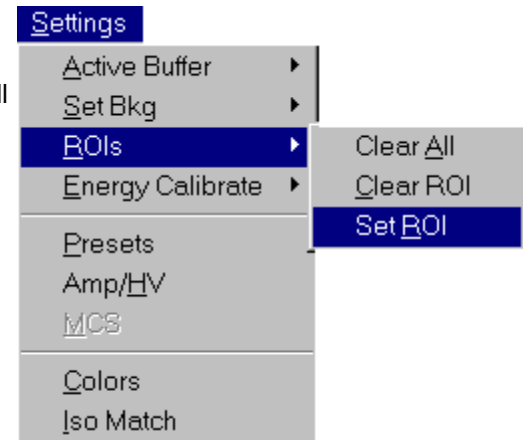 Settings
Active Buffer
ll
Set Bkg
ROIs
Energy Calibrate
Clear All
Clear ROI
Set ROI
Presets
Amp/HV
MCS
Colors
Iso Match